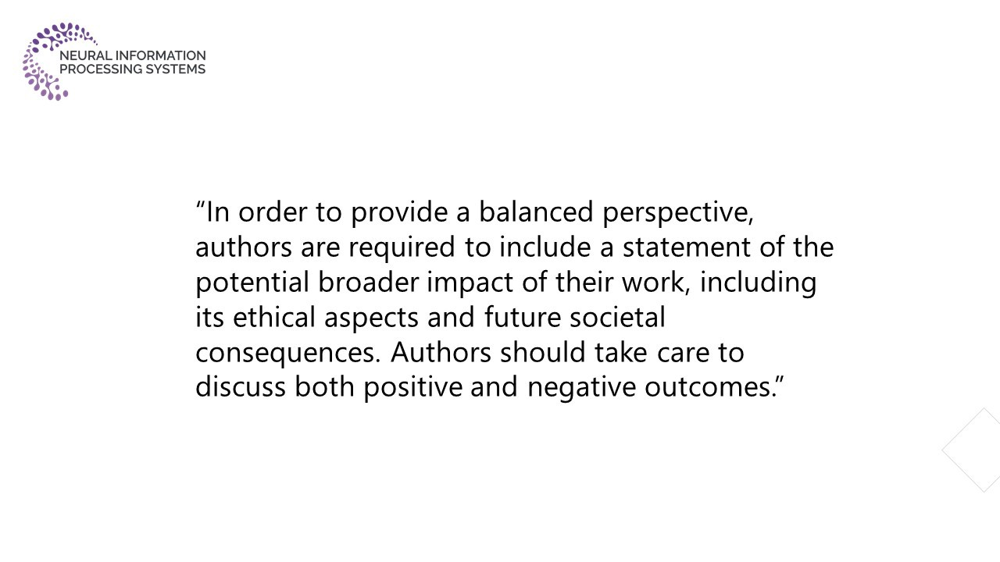 NEURAL INFORMATION
PROCESSING SYSTEMS
“In order to provide a balanced perspective,
authors are required to include a statement of the
potential broader impact of their work, including
its ethical aspects and future societal
consequences. Authors should take care to
discuss both positive and negative outcomes.”